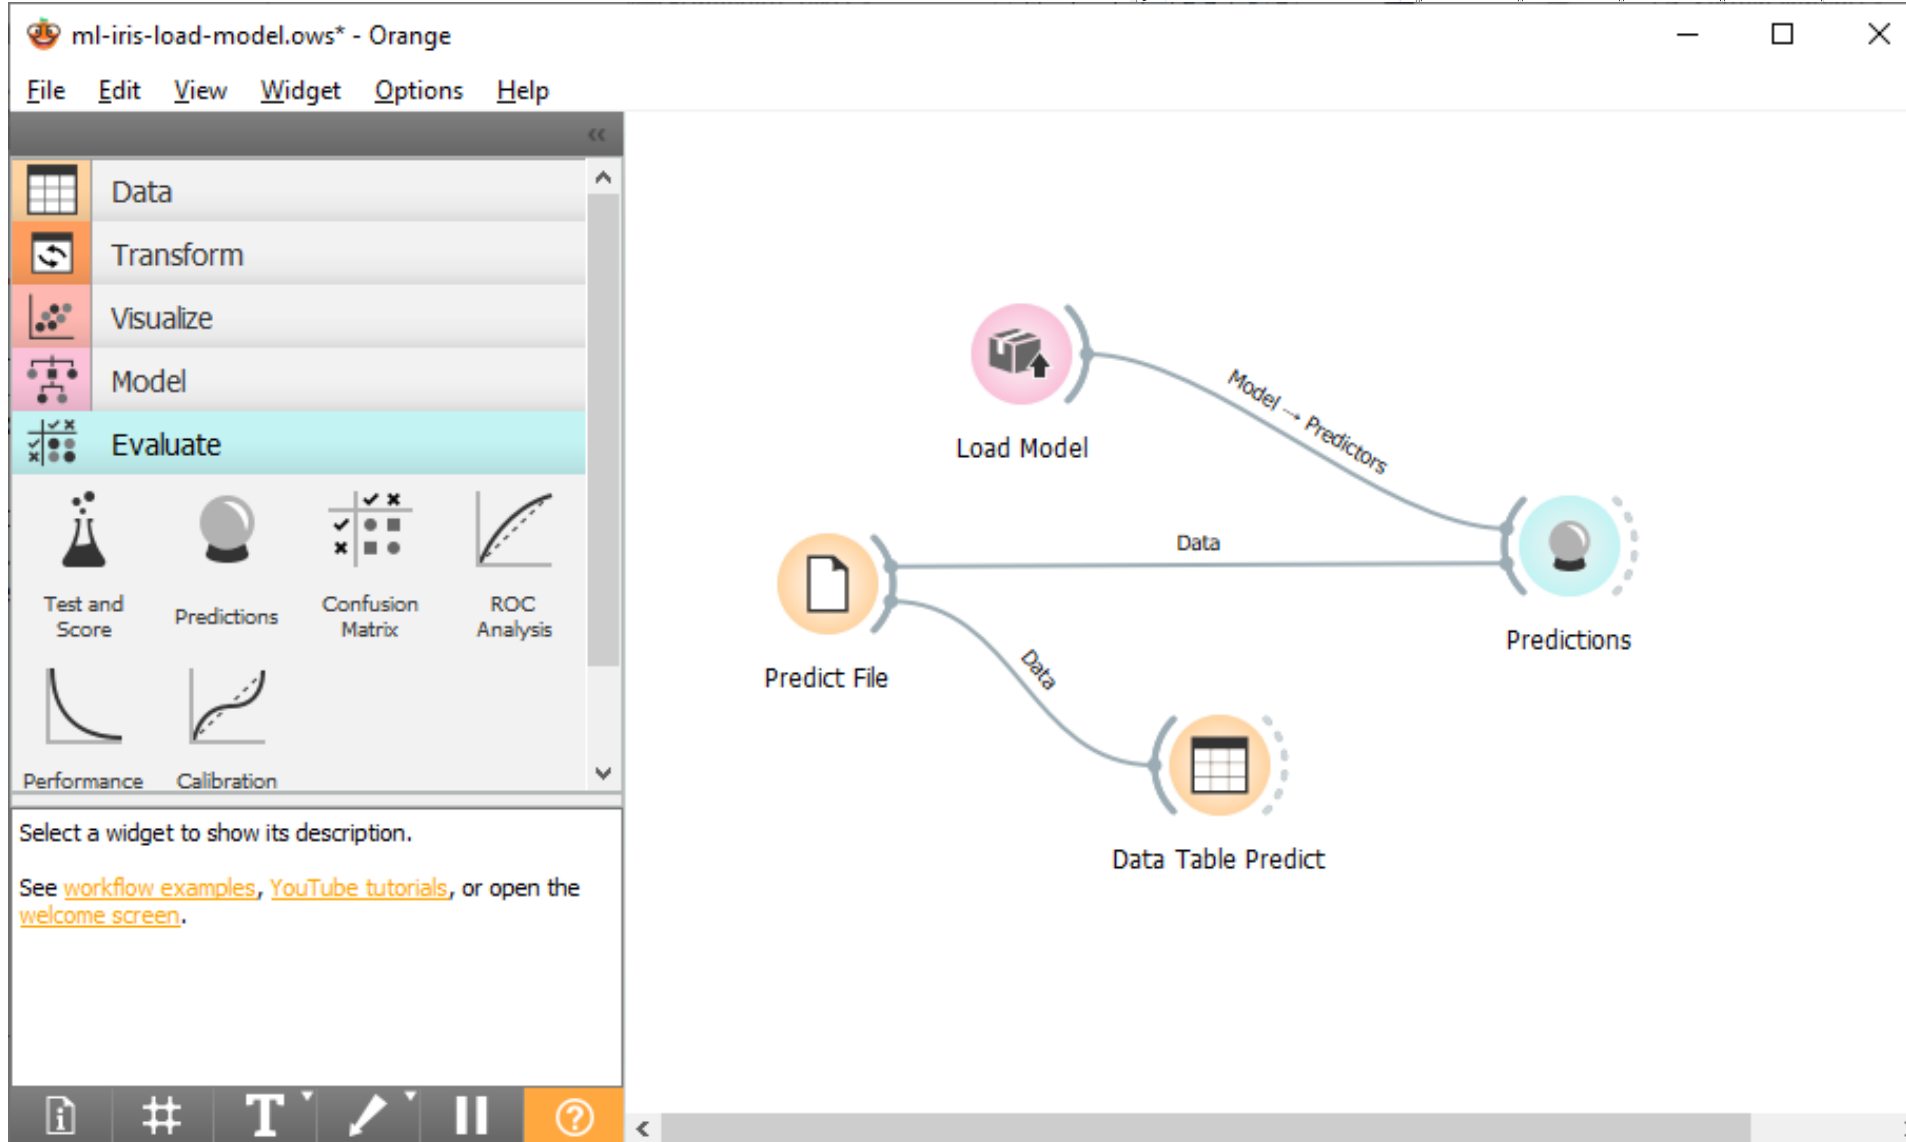 ml-iris-load-model.ows* - Orange
File Edit View Widget Options Help
Data
Transform
Visualize
Model
Evaluate
Test and Score
Predictions
Confusion Matrix
ROC Analysis
Performance
Calibration
Select a widget to show its description.
See workflow examples, YouTube tutorials, or open the
welcome screen.
Load Model
Model → Predictors
Data
Predictions
Predict File
Data
Data Table Predict